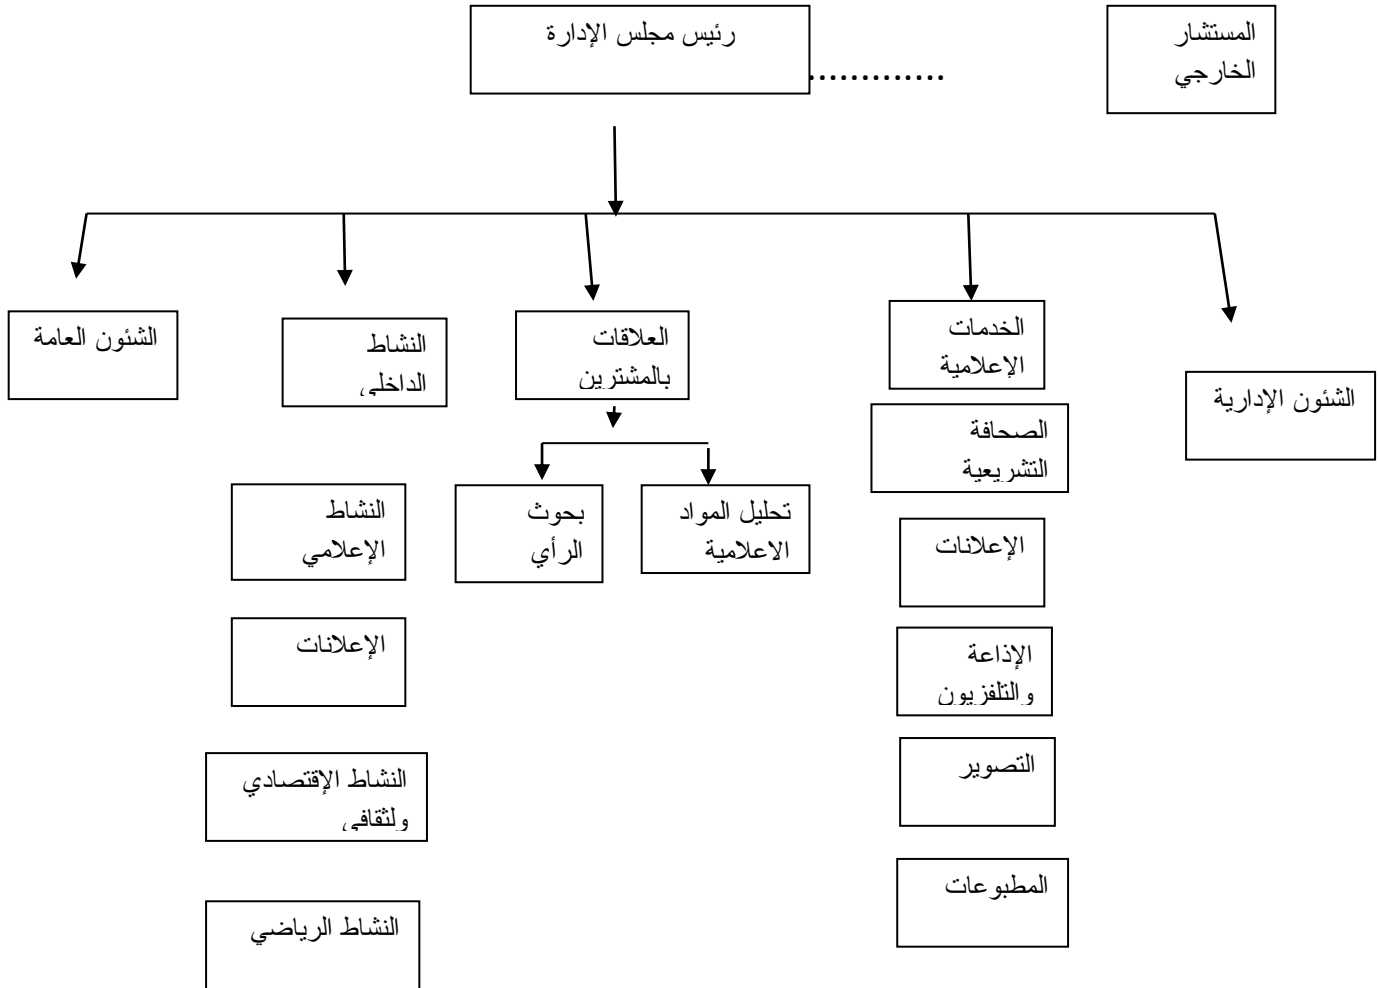 رئيس مجلس الإدارة
.............
المستشار
الخارجي
الشئون الإدارية
الخدمات
الإعلامية
العلاقات
بالمشترين
النشاط
الداخلي
الشئون العامة
الصحافة
التشريعية
الإعلانات
الإذاعة
والتلفزيون
التصوير
المطبوعات
تحليل المواد
الاعلامية
بحوث
الرأي
النشاط
الإعلامي
الإعلانات
النشاط الإقتصادي
ولثقافي
النشاط الرياضي